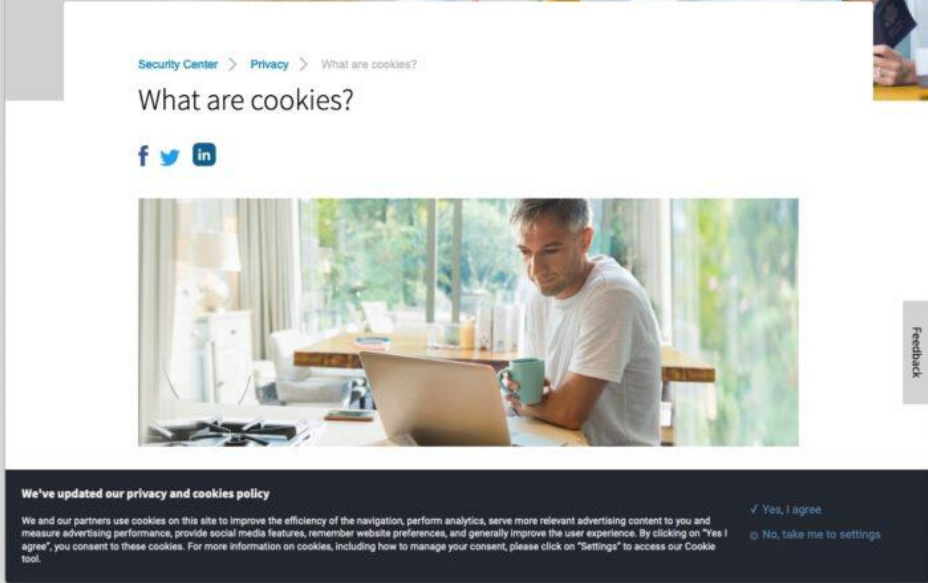 Security Center > Privacy > What are cookies?
What are cookies?
f in
Feedback
We've updated our privacy and cookies policy
We and our partners use cookies on this site to improve the efficiency of the navigation, perform analytics, serve more relevant advertising content to you and
measure advertising performance, provide social media features, remember website preferences, and generally improve the user experience. By clicking on "Yes I
agree", you consent to these cookies. For more information on cookies, including how to manage your consent, please click on "Settings" to access our Cookie
tool.
✓ Yes, I agree
No, take me to settings